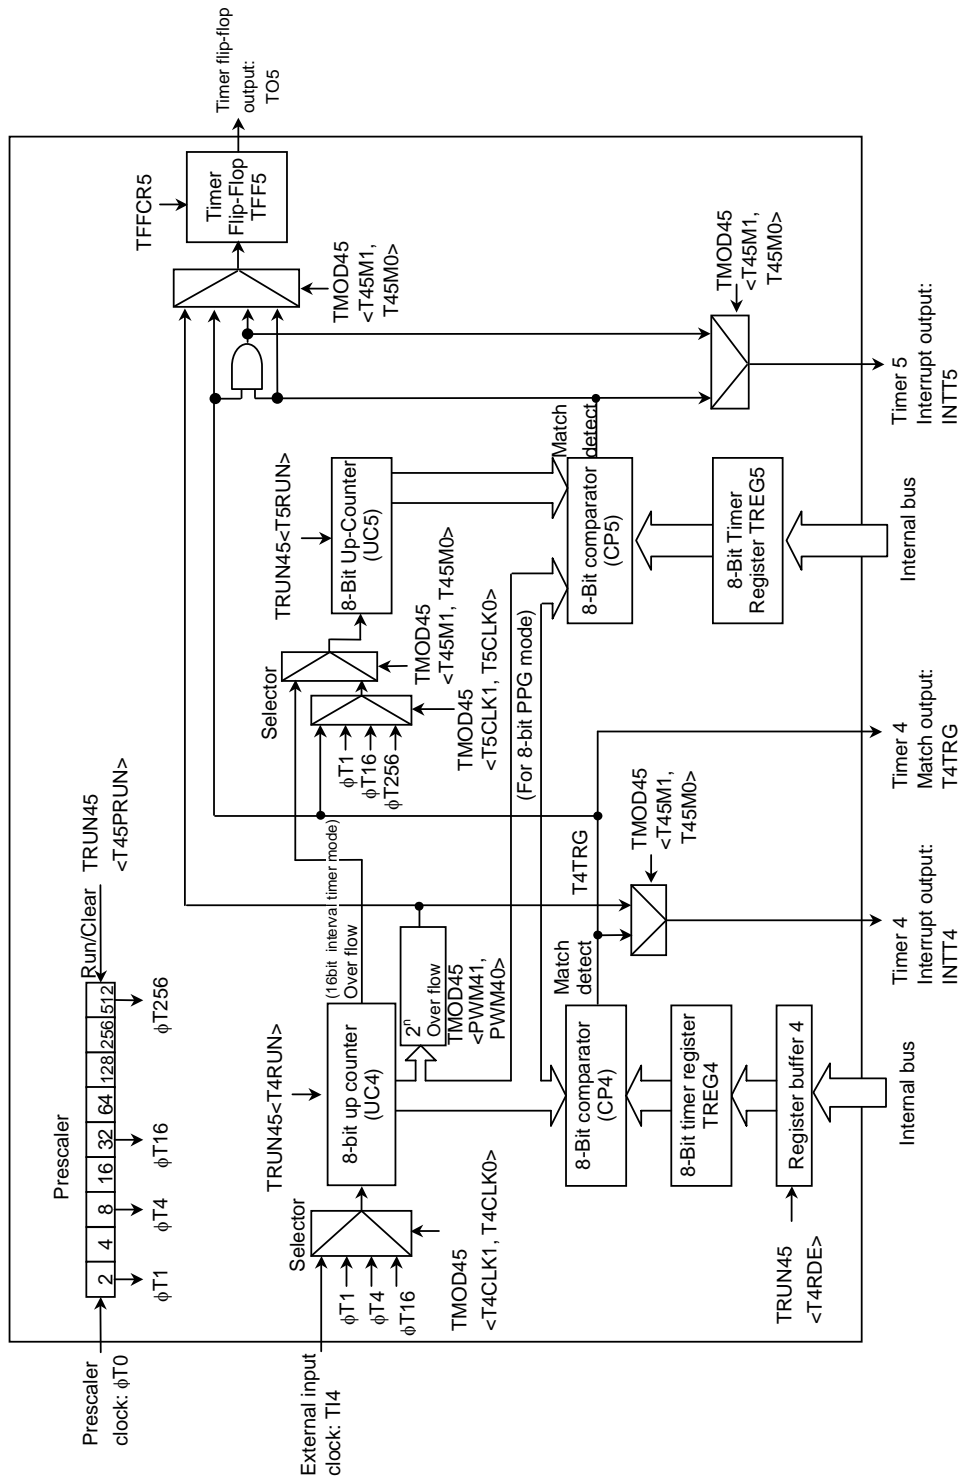 Prescaler
clock: ϕT0
Prescaler
2
4
8
16
32
64
128
256
512
Run/Clear
TRUN45
<T45PRUN>
ϕT1
ϕT4
ϕT16
ϕT256
External input
clock: TI4
Selector
ϕT1
ϕT4
ϕT16
TMOD45
<T4CLK1, T4CLK0>
TRUN45<T4RUN>
8-bit up counter
(UC4)
(16bit interval timer mode)
Over flow
2n
Over flow
TMOD45
<PWM41,
PWM40>
Selector
ϕT1
ϕT16
ϕT256
TMOD45
<T45M1, T45M0>
TMOD45
<T5CLK1, T5CLK0>
TRUN45<T5RUN>
8-Bit Up-Counter
(UC5)
TMOD45
<T45M1,
T45M0>
TFFCR5
Timer
Flip-Flop
TFF5
Timer flip-flop
output:
TO5
(For 8-bit PPG mode)
8-Bit comparator
(CP4)
Match
detect
T4TRG
8-Bit comparator
(CP5)
Match
detect
8-Bit timer register
TREG4
TMOD45
<T45M1,
T45M0>
8-Bit Timer
Register TREG5
TMOD45
<T45M1,
T45M0>
TRUN45
<T4RDE>
Register buffer 4
Internal bus
Timer 4
Interrupt output:
INTT4
Timer 4
Match output:
T4TRG
Internal bus
Timer 5
Interrupt output:
INTT5